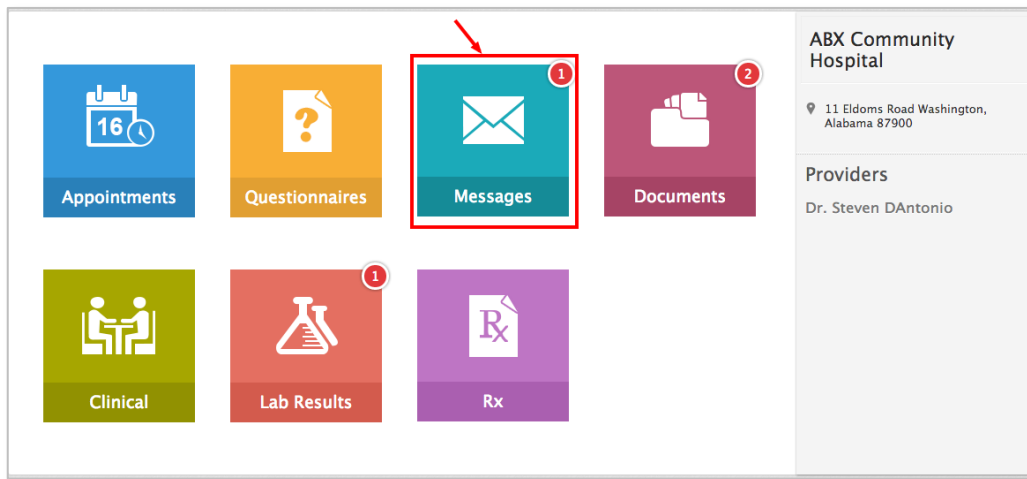 16
?
1
2
Appointments
Questionnaires
Messages
Documents
1
Rx
Clinical
Lab Results
Rx
ABX Community
Hospital
11 Eldoms Road Washington,
Alabama 87900
Providers
Dr. Steven DAntonio